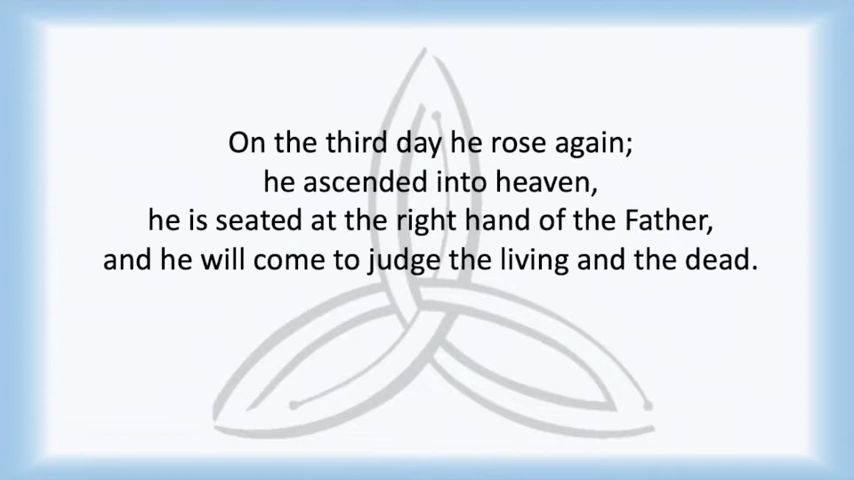 On the third day he rose again;
he ascended into heaven,
he is seated at the right hand of the Father,
and he will come to judge the living and the dead.